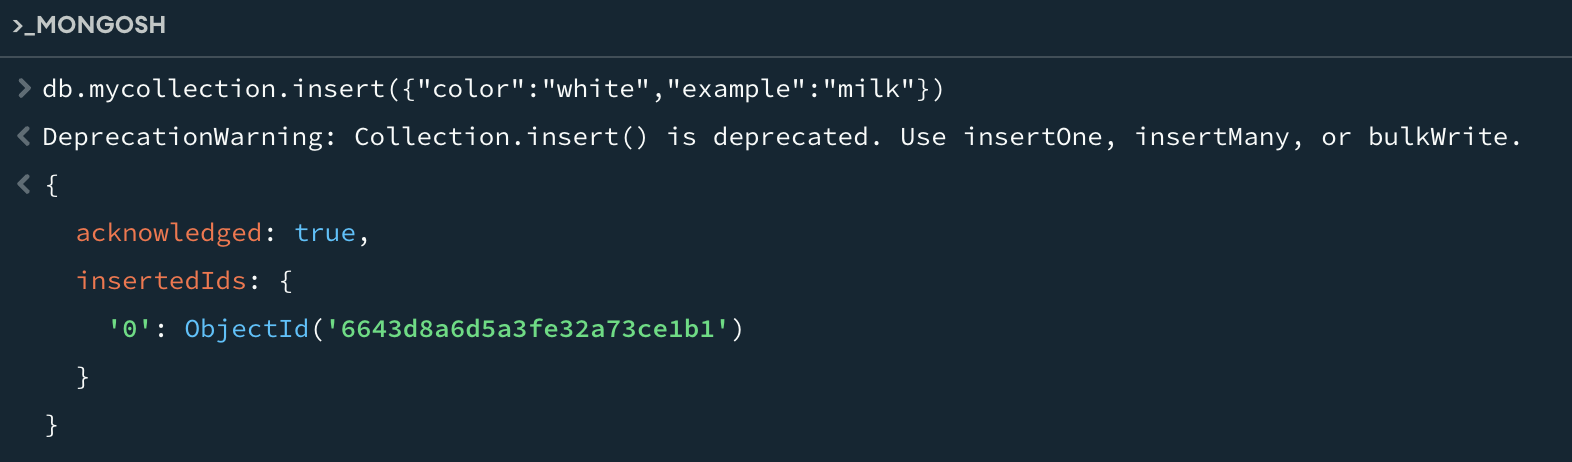 >_MONGOSH
> db.mycollection.insert({"color":"white","example":"milk"})
< DeprecationWarning: Collection.insert() is deprecated. Use insertOne, insertMany, or bulkWrite.
< {
acknowledged: true,
insertedIds: {
'0': ObjectId('6643d8a6d5a3fe32a73ce1b1')
}
}